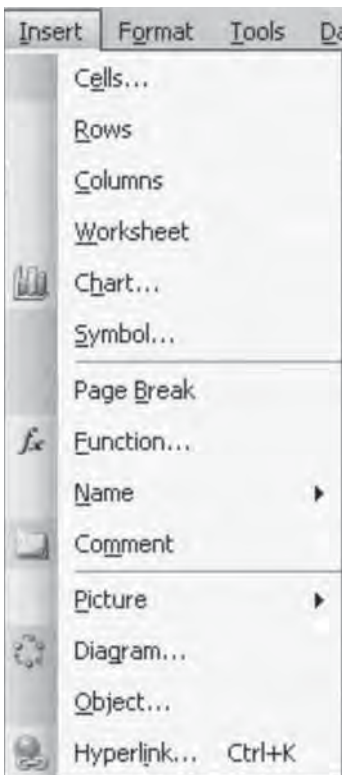 Insert Format Tools Da
Cells...
Rows
Columns
Worksheet
Chart...
Symbol...
Page Break
fx Function...
Name
Comment
Picture
Diagram...
Object...
Hyperlink... Ctrl+K